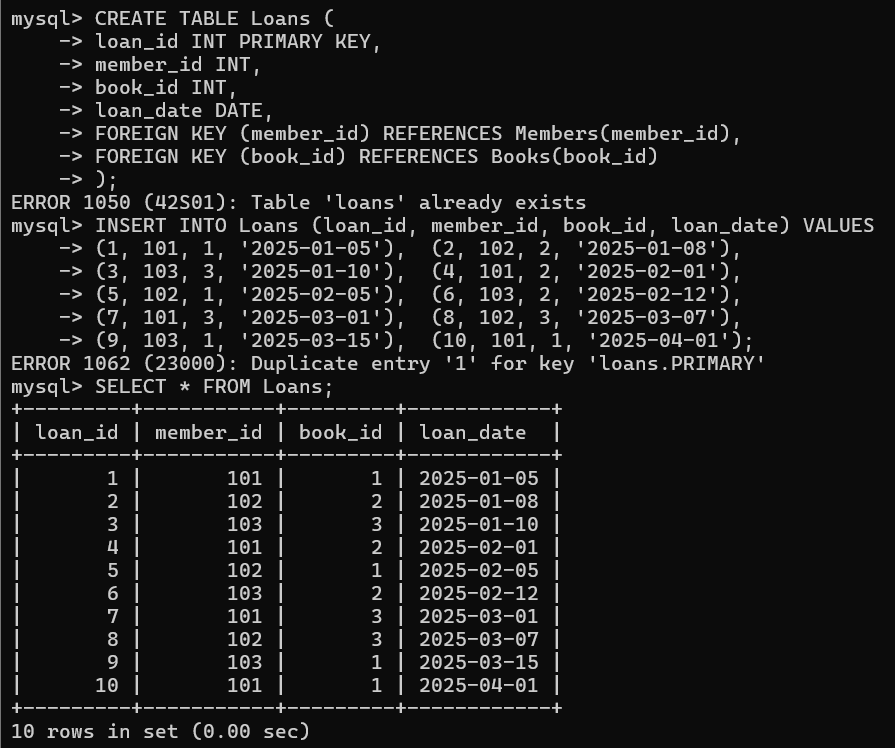 mysql> CREATE TABLE Loans (
    -> loan_id INT PRIMARY KEY,
    -> member_id INT,
    -> book_id INT,
    -> loan_date DATE,
    -> FOREIGN KEY (member_id) REFERENCES Members(member_id),
    -> FOREIGN KEY (book_id) REFERENCES Books(book_id)
    -> );
ERROR 1050 (42S01): Table 'loans' already exists
mysql> INSERT INTO Loans (loan_id, member_id, book_id, loan_date) VALUES
    -> (1, 101, 1, '2025-01-05'),  (2, 102, 2, '2025-01-08'),
    -> (3, 103, 3, '2025-01-10'),  (4, 101, 2, '2025-02-01'),
    -> (5, 102, 1, '2025-02-05'),  (6, 103, 2, '2025-02-12'),
    -> (7, 101, 3, '2025-03-01'),  (8, 102, 3, '2025-03-07'),
    -> (9, 103, 1, '2025-03-15'),  (10, 101, 1, '2025-04-01');
ERROR 1062 (23000): Duplicate entry '1' for key 'loans.PRIMARY'
mysql> SELECT * FROM Loans;
+---------+-----------+---------+------------+
| loan_id | member_id | book_id | loan_date  |
+---------+-----------+---------+------------+
|       1 |       101 |       1 | 2025-01-05 |
|       2 |       102 |       2 | 2025-01-08 |
|       3 |       103 |       3 | 2025-01-10 |
|       4 |       101 |       2 | 2025-02-01 |
|       5 |       102 |       1 | 2025-02-05 |
|       6 |       103 |       2 | 2025-02-12 |
|       7 |       101 |       3 | 2025-03-01 |
|       8 |       102 |       3 | 2025-03-07 |
|       9 |       103 |       1 | 2025-03-15 |
|      10 |       101 |       1 | 2025-04-01 |
+---------+-----------+---------+------------+
10 rows in set (0.00 sec)